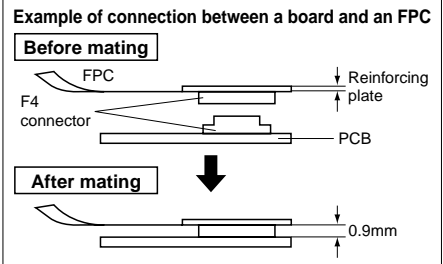 Example of connection between a board and an FPC
Before mating
FPC
Reinforcing
plate
F4
connector
PCB
After mating
0.9mm